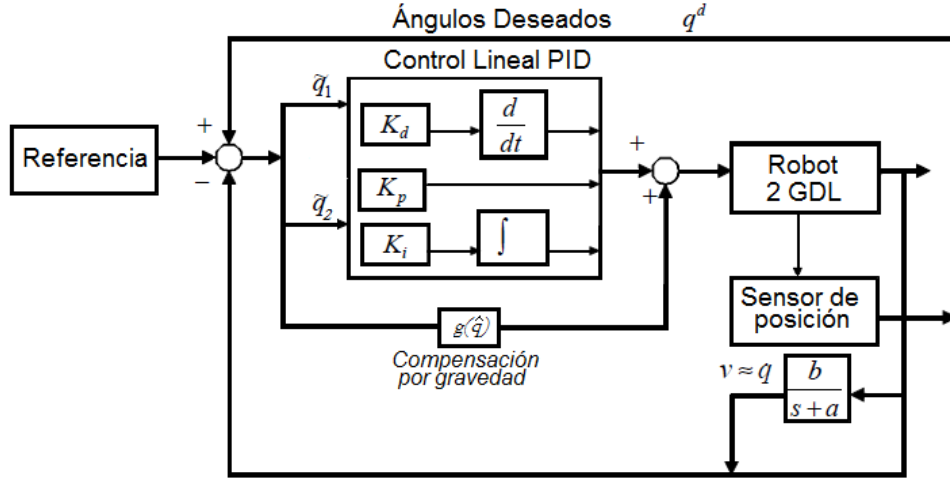 Ángulos Deseados q^d
Control Lineal PID
q̃₁
K_d
d
dt
+
Referencia
−
+
K_p
+
Robot
2 GDL
q̃₂
K_i
∫
Sensor de
posición
g(q̂)
Compensación
por gravedad
v ≈ q
b
s + a